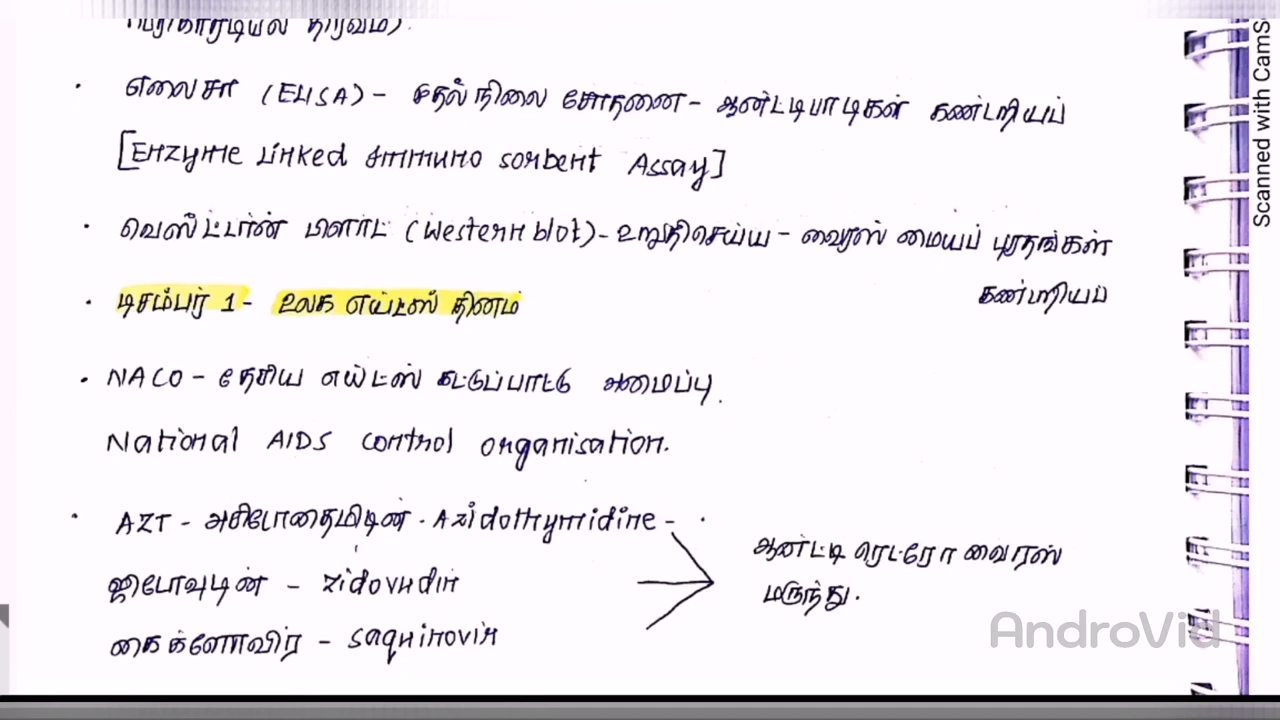 எலைசா (ELISA) - முதல்நிலை சோதனை - ஆன்ட்டிபாடிகள் கண்டறியப்
[Enzyme Linked Immuno sorbent Assay]
வெஸ்ட்டர்ன் பிளாட் (Western blot) - உறுதிசெய்ய - வைரஸ் மையப் புரதங்கள்
கண்டறியப்
டிசம்பர் 1 - உலக எய்ட்ஸ் தினம்
NACO - தேசிய எய்ட்ஸ் கட்டுப்பாட்டு அமைப்பு.
National AIDS control organisation.
AZT - அசிடோதைமிடின் - Azidothymidine -
ஜிடோவுடின் - zidovudin
ஆன்ட்டி ரெட்ரோ வைரஸ்
மருந்து.
- saquinovir
Scanned with CamS
AndroVid